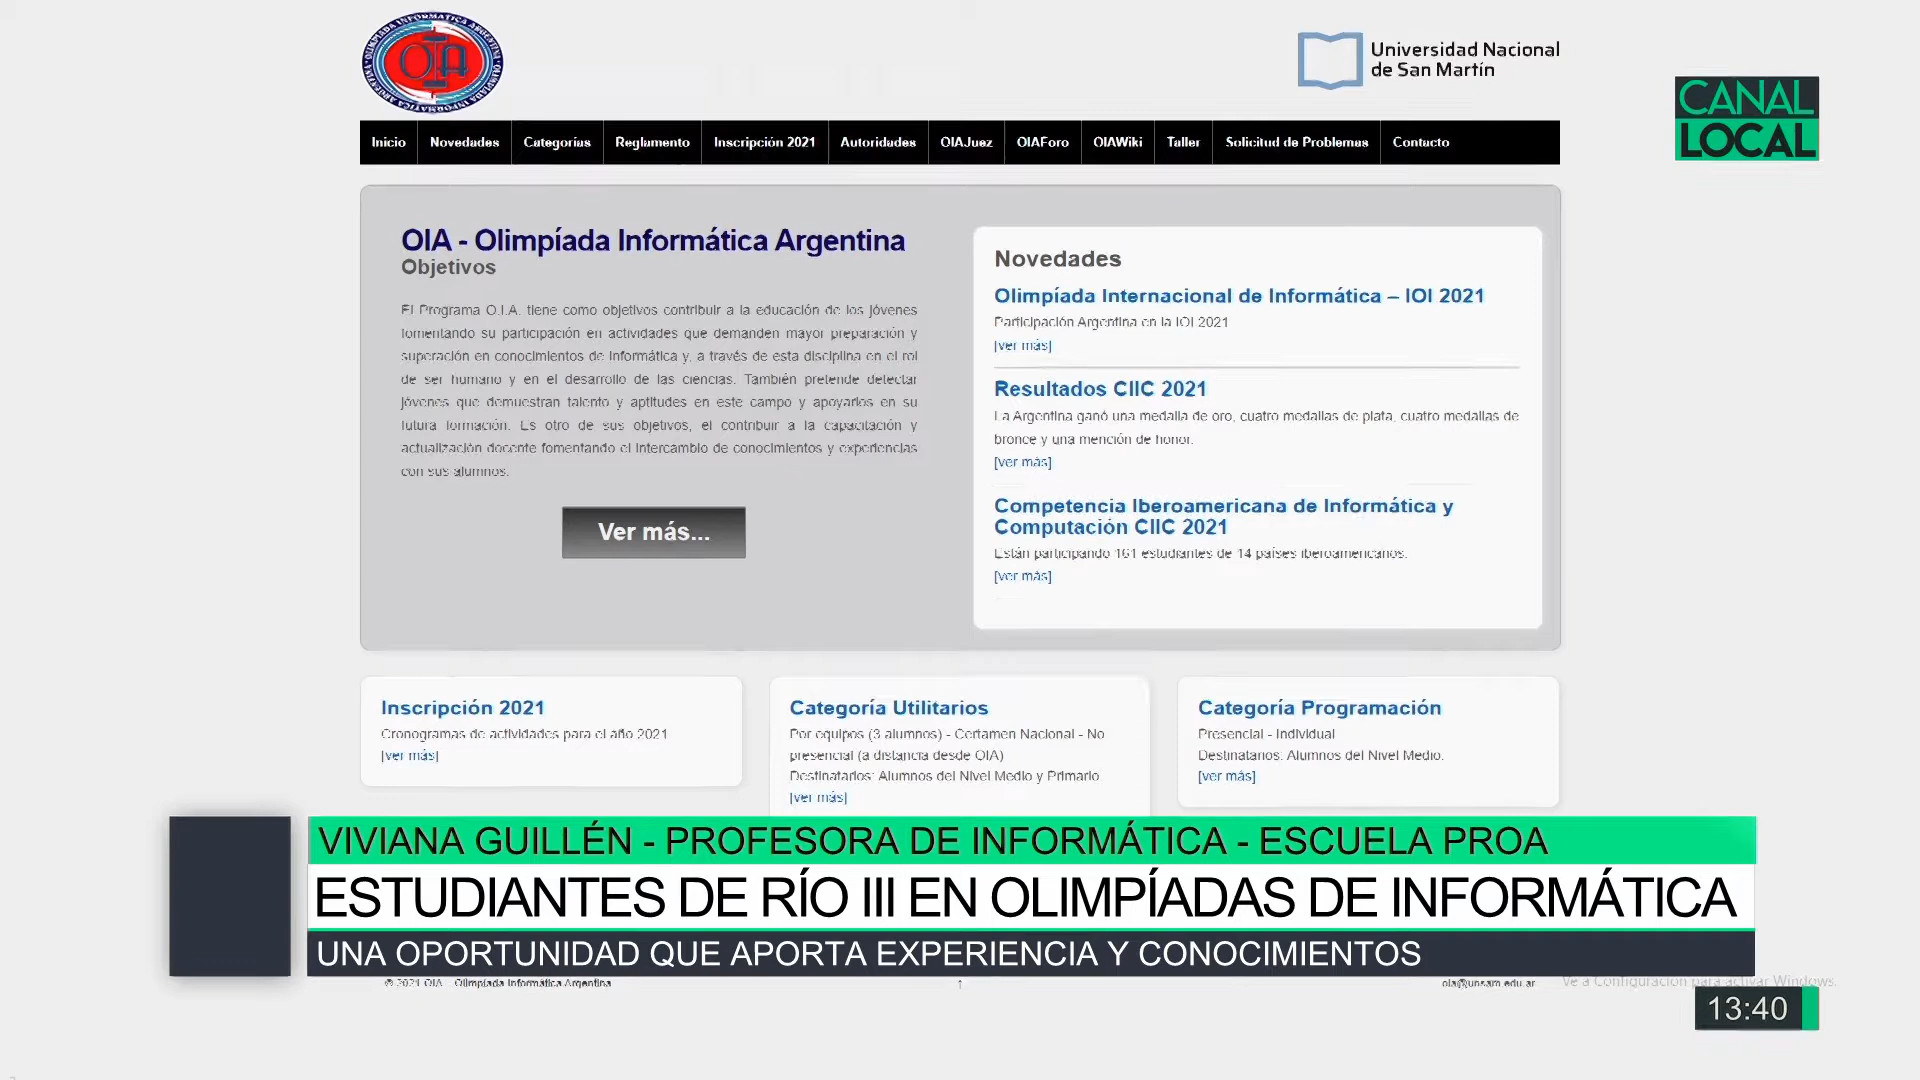 OLIMPIADA INFORMATICA ARGENTINA
OIA
Universidad Nacional
de San Martín
CANAL
LOCAL
Inicio Novedades Categorías Reglamento Inscripción 2021 Autoridades OIAJuez OIAForo OIAWiki Taller Solicitud de Problemas Contacto
OIA - Olimpíada Informática Argentina
Objetivos
El Programa O.I.A. tiene como objetivos contribuir a la educación de los jóvenes
fomentando su participación en actividades que demanden mayor preparación y
superación en conocimientos de Informática y, a través de esta disciplina en el rol
de ser humano y en el desarrollo de las ciencias. También pretende detectar
jóvenes que demuestran talento y aptitudes en este campo y apoyarlos en su
futura formación. Es otro de sus objetivos, el contribuir a la capacitación y
actualización docente fomentando el intercambio de conocimientos y experiencias
con sus alumnos.
Ver más...
Novedades
Olimpíada Internacional de Informática – IOI 2021
Participación Argentina en la IOI 2021
[ver más]
Resultados CIIC 2021
La Argentina ganó una medalla de oro, cuatro medallas de plata, cuatro medallas de
bronce y una mención de honor.
[ver más]
Competencia Iberoamericana de Informática y
Computación CIIC 2021
Están participando 161 estudiantes de 14 países iberoamericanos.
[ver más]
Inscripción 2021
Cronogramas de actividades para el año 2021
[ver más]
Categoría Utilitarios
Por equipos (3 alumnos) - Certamen Nacional - No
presencial (a distancia desde OIA)
Destinatarios: Alumnos del Nivel Medio y Primario
[ver más]
Categoría Programación
Presencial - Individual
Destinatarios: Alumnos del Nivel Medio.
[ver más]
VIVIANA GUILLÉN - PROFESORA DE INFORMÁTICA - ESCUELA PROA
ESTUDIANTES DE RÍO III EN OLIMPÍADAS DE INFORMÁTICA
UNA OPORTUNIDAD QUE APORTA EXPERIENCIA Y CONOCIMIENTOS
© 2021 OIA - Olimpíada Informática Argentina
oia@unsam.edu.ar
Ve a Configuración para activar Windows.
13:40